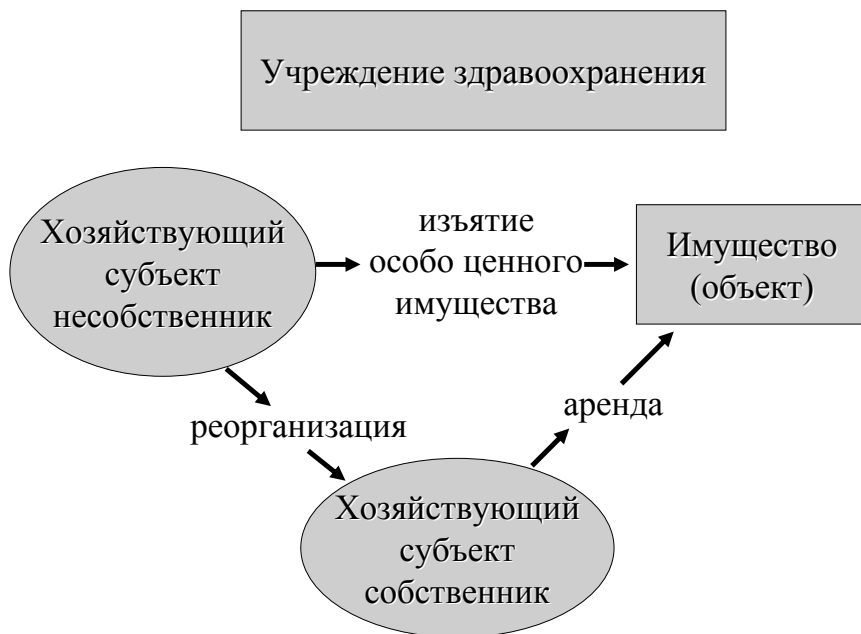 Учреждение здравоохранения
Хозяйствующий
субъект
несобственник
изъятие
особо ценного
имущества
Имущество
(объект)
реорганизация
аренда
Хозяйствующий
субъект
собственник